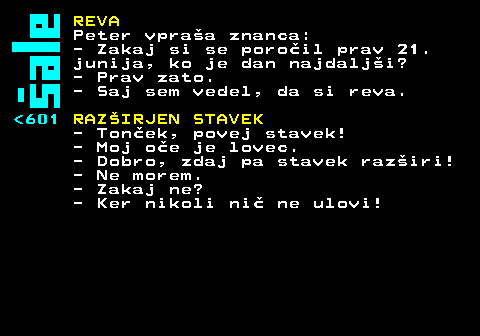 šale
REVA
Peter vpraša znanca:
- Zakaj si se poročil prav 21.
junija, ko je dan najdaljši?
- Prav zato.
- Saj sem vedel, da si reva.
<601 RAZŠIRJEN STAVEK
- Tonček, povej stavek!
- Moj oče je lovec.
- Dobro, zdaj pa stavek razširi!
- Ne morem.
- Zakaj ne?
- Ker nikoli nič ne ulovi!